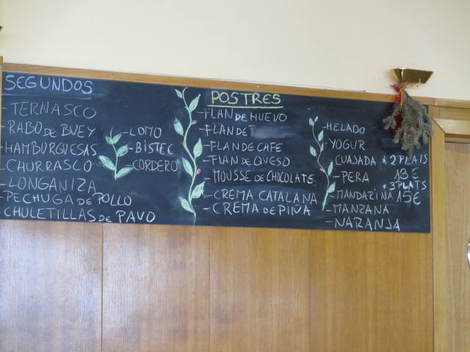 SEGUNDOS
- TERNASCO
- RABO DE BUEY
- HAMBURGUESAS
- CHURRASCO
- LONGANIZA
- PECHUGA DE POLLO
- CHULETILLAS DE PAVO
- LOMO
- BISTEC
- CORDERO
POSTRES
- FLAN DE HUEVO
- FLAN DE
- FLAN DE CAFE
- FLAN DE QUESO
- MOUSSE DE CHOCOLATE
- CREMA CATALANA
- CREMA DE PIÑA
- HELADO
- YOGUR
- CUAJADA
- PERA
- MANDARINA
- MANZANA
- NARANJA
* 2 PLATS
13€
* 3 PLATS
15€